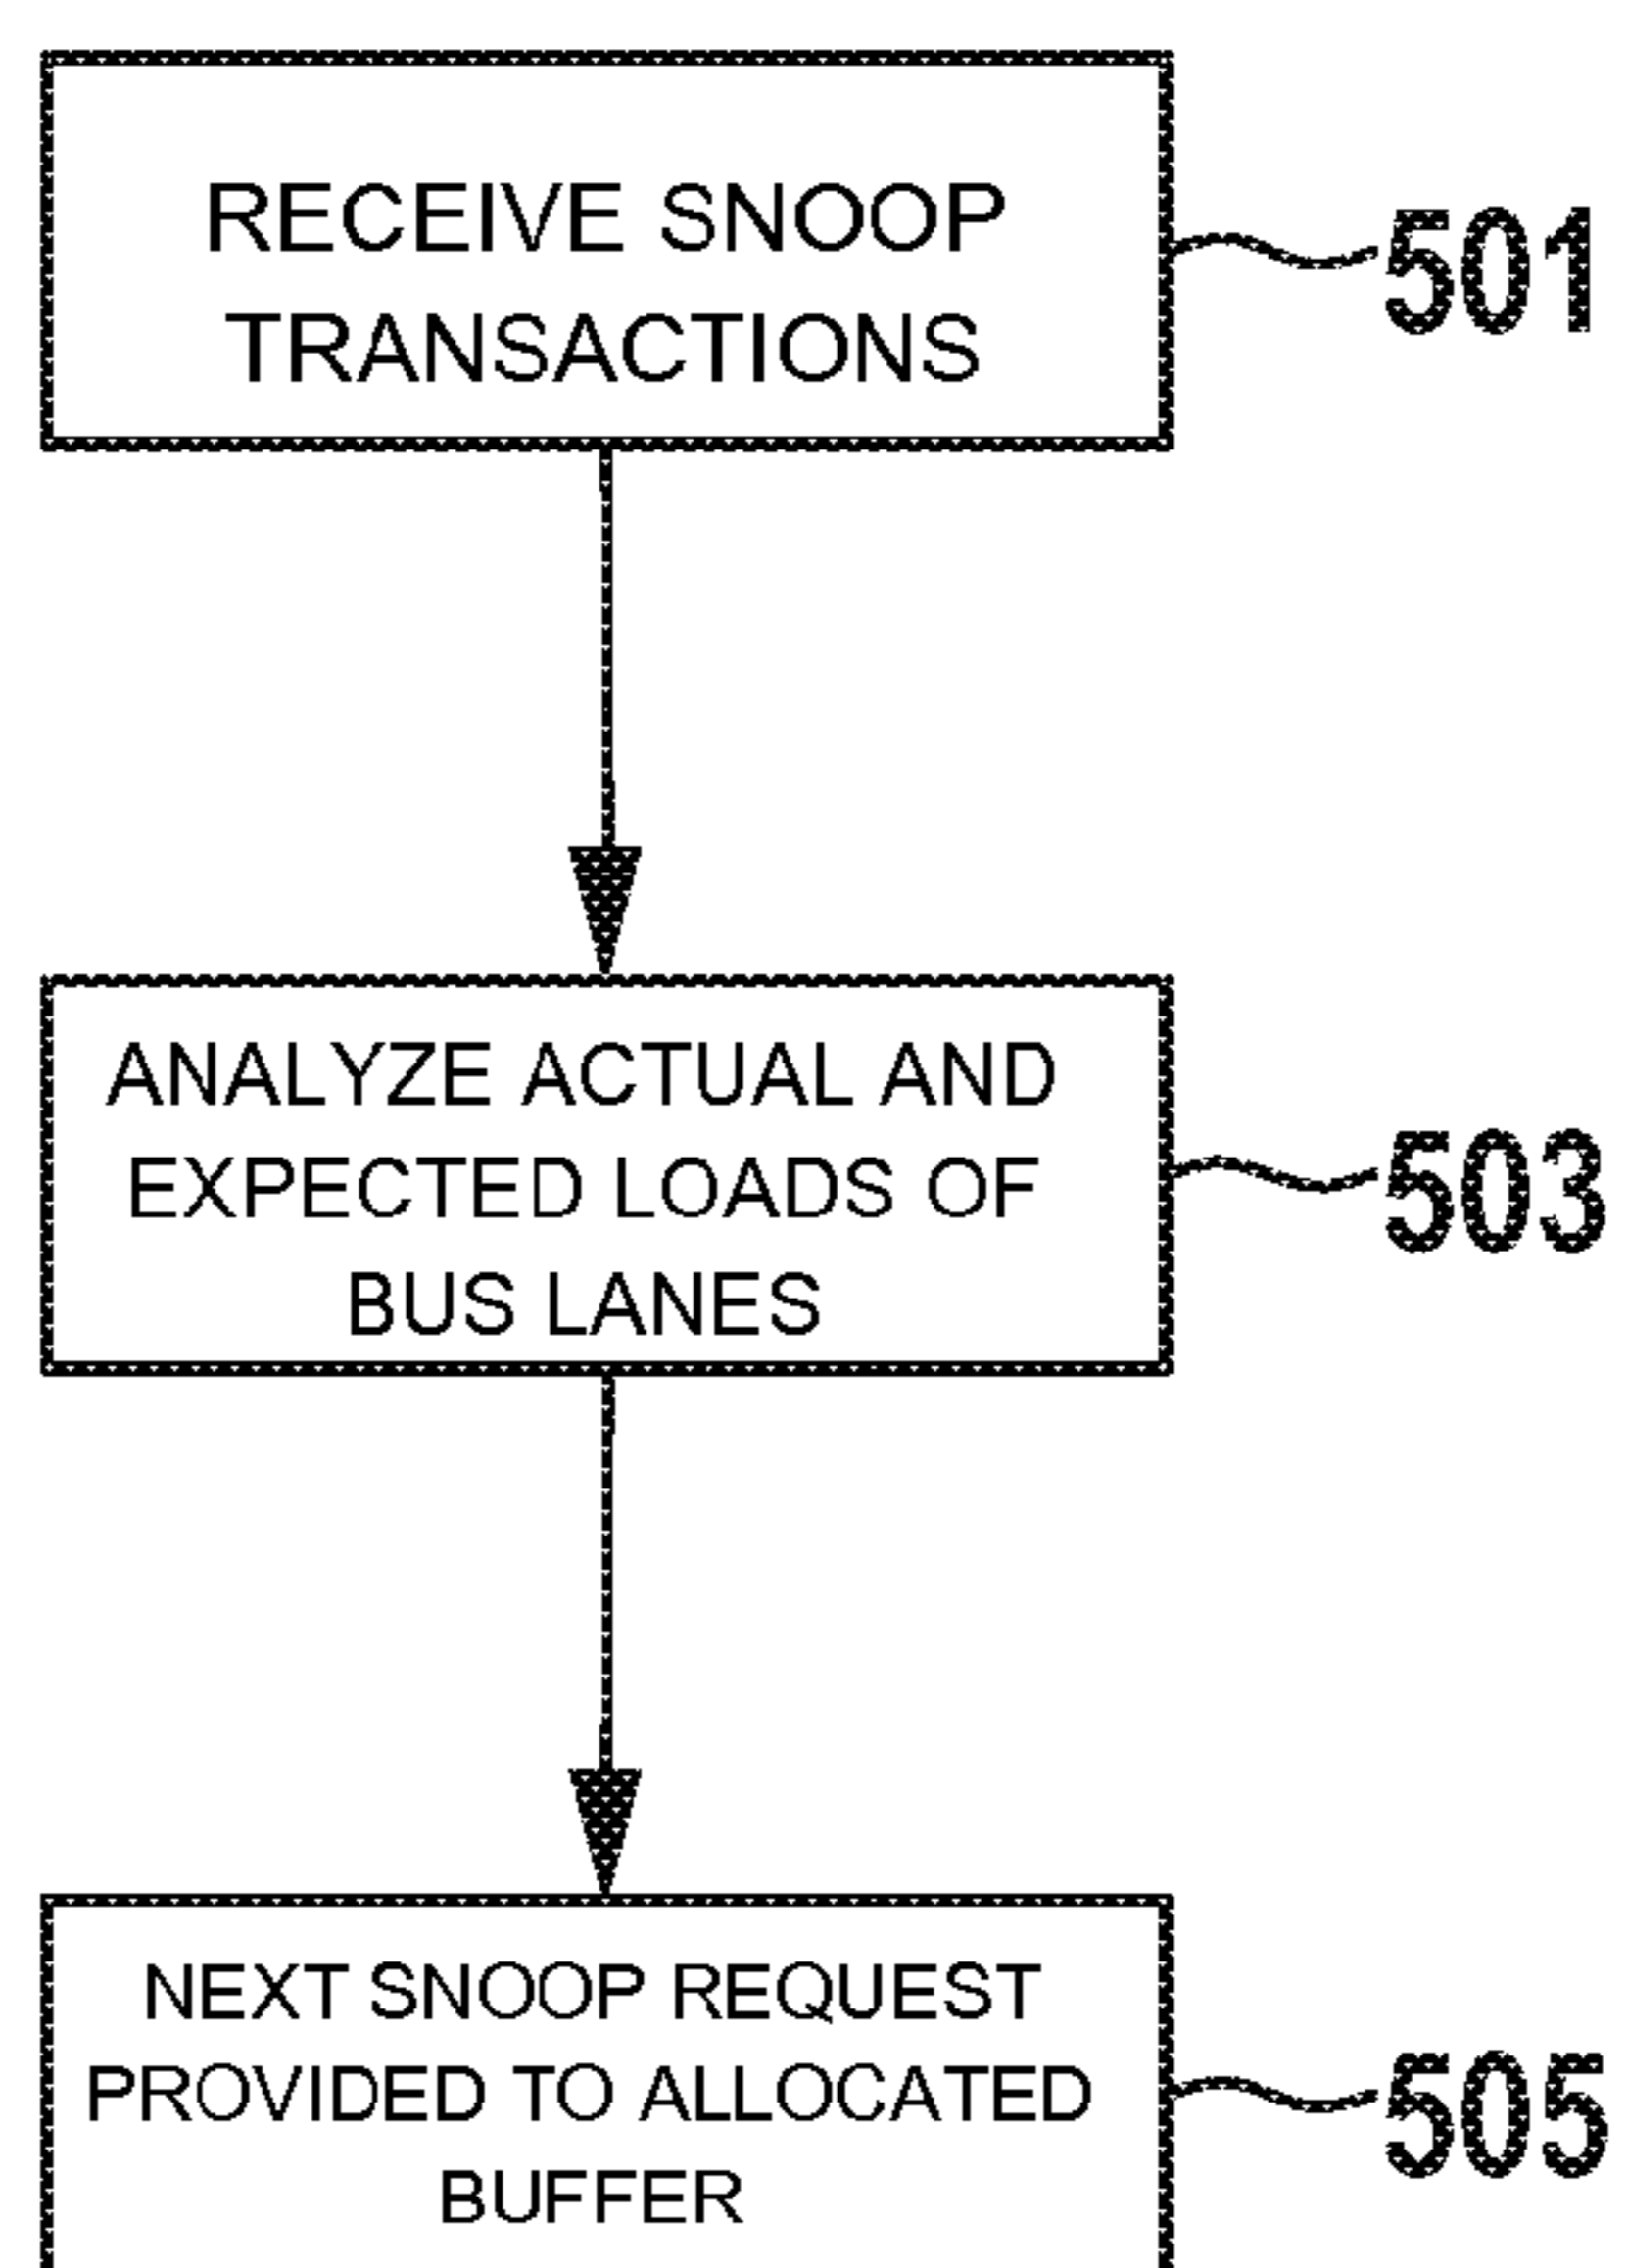 RECEIVE SNOOP
TRANSACTIONS
501
ANALYZE ACTUAL AND
EXPECTED LOADS OF
BUS LANES
503
NEXT SNOOP REQUEST
PROVIDED TO ALLOCATED
BUFFER
505